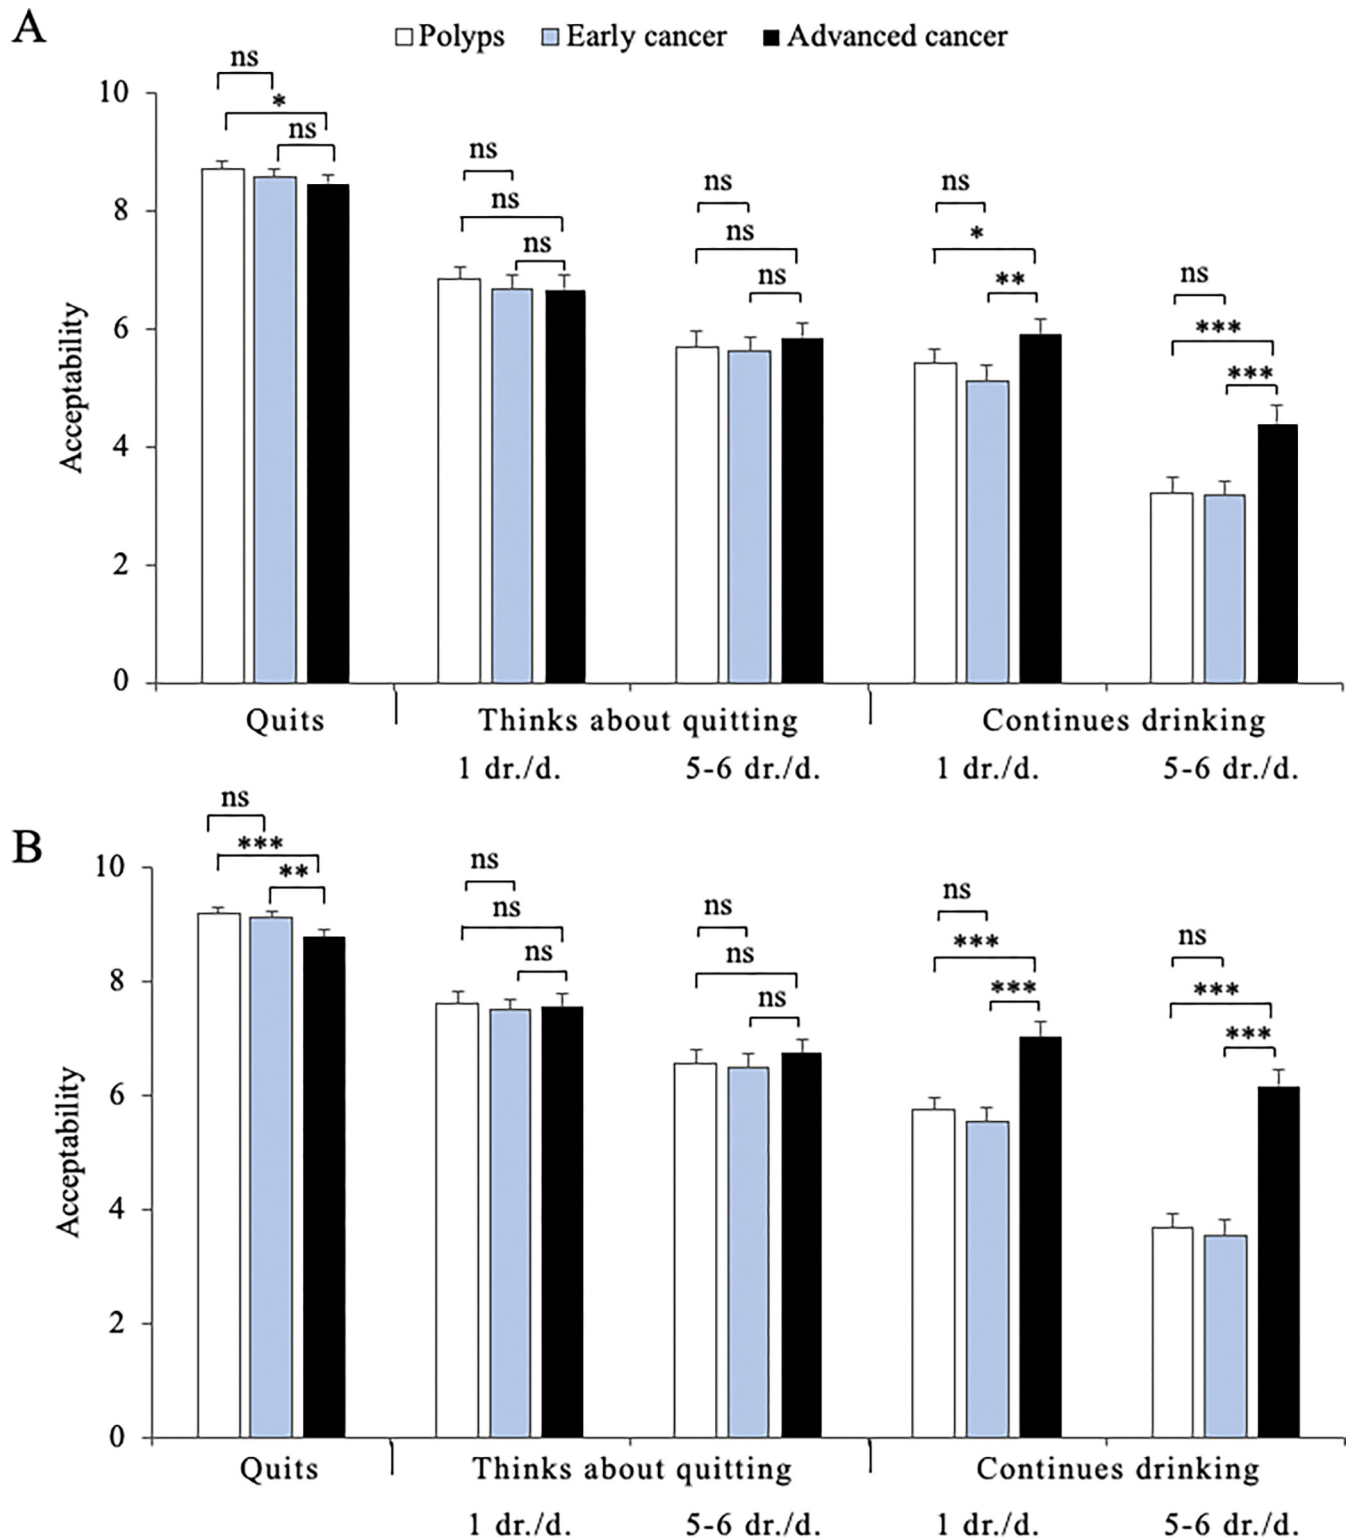 A
Polyps Early cancer Advanced cancer
ns
10
*
ns
8
ns
ns
ns
ns
ns
ns
ns
*
**
ns
***
***
6
4
2
0
Acceptability
Quits Thinks about quitting Continues drinking
1 dr./d. 5-6 dr./d. 1 dr./d. 5-6 dr./d.
B
ns
***
**
10
ns
ns
ns
ns
ns
ns
ns
***
***
ns
***
***
8
6
4
2
0
Acceptability
Quits Thinks about quitting Continues drinking
1 dr./d. 5-6 dr./d. 1 dr./d. 5-6 dr./d.